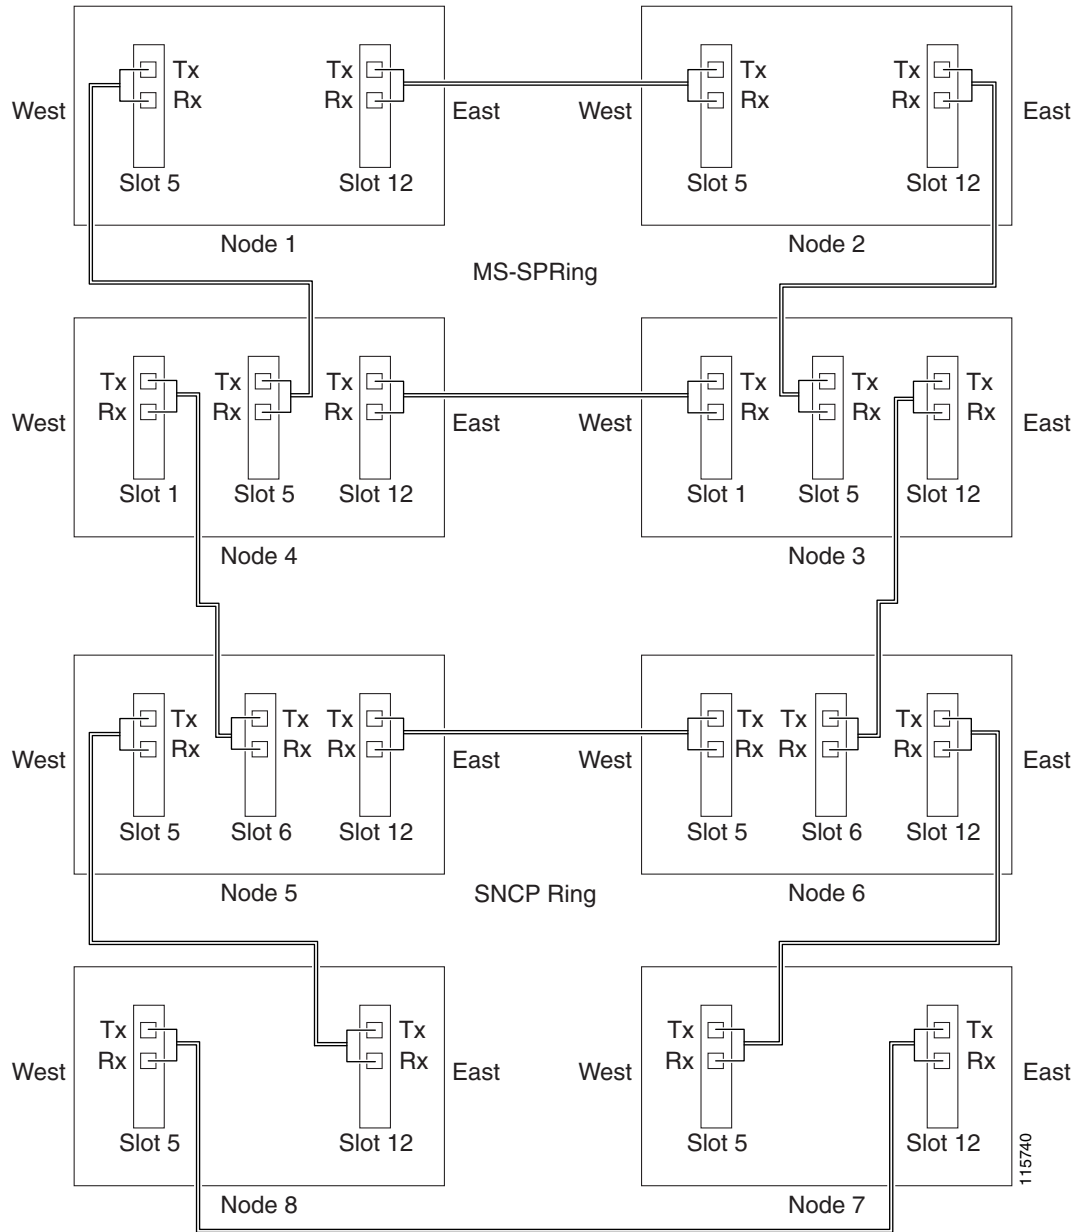 Tx Tx Tx Tx
West Rx Rx East West Rx Rx East
Slot 5 Slot 12 Slot 5 Slot 12
Node 1 Node 2
MS-SPRing
Tx Tx Tx Tx Tx Tx
West Rx Rx Rx East West Rx Rx Rx East
Slot 1 Slot 5 Slot 12 Slot 1 Slot 5 Slot 12
Node 4 Node 3
Tx Tx Tx Tx Tx Tx
West Rx Rx Rx East West Rx Rx Rx East
Slot 5 Slot 6 Slot 12 Slot 5 Slot 6 Slot 12
Node 5 SNCP Ring Node 6
Tx Tx Tx Tx
West Rx Rx East West Rx Rx East
Slot 5 Slot 12 Slot 5 Slot 12
115740
Node 8 Node 7